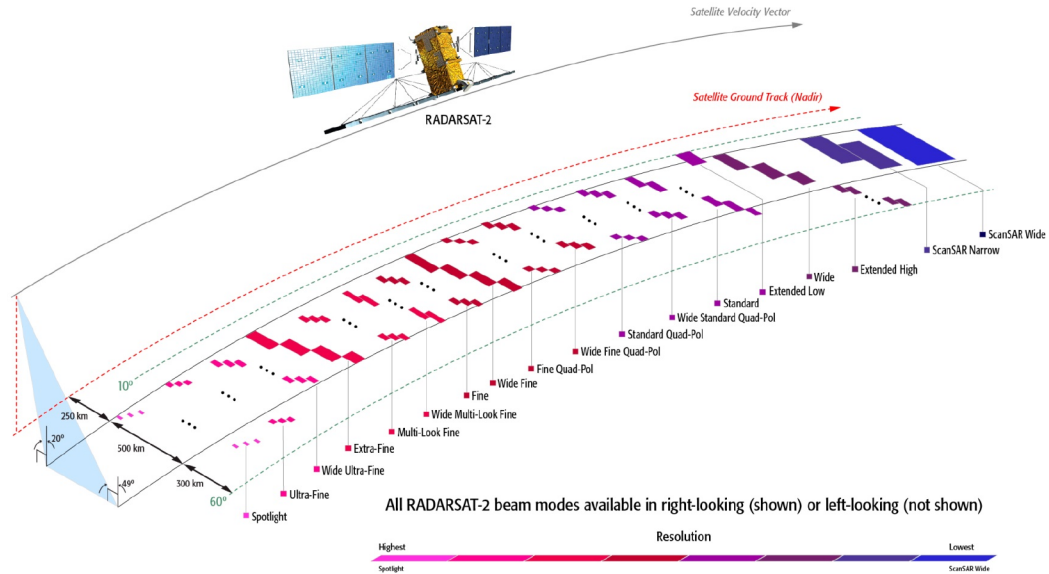 Satellite Velocity Vector
Satellite Ground Track (Nadir)
RADARSAT-2
10°
250 km
20°
500 km
49°
300 km
60°
ScanSAR Wide
ScanSAR Narrow
Extended High
Wide
Extended Low
Standard
Wide Standard Quad-Pol
Standard Quad-Pol
Wide Fine Quad-Pol
Fine Quad-Pol
Wide Fine
Fine
Wide Multi-Look Fine
Multi-Look Fine
Extra-Fine
Wide Ultra-Fine
Ultra-Fine
Spotlight
All RADARSAT-2 beam modes available in right-looking (shown) or left-looking (not shown)
Resolution
Highest
Lowest
Spotlight
ScanSAR Wide